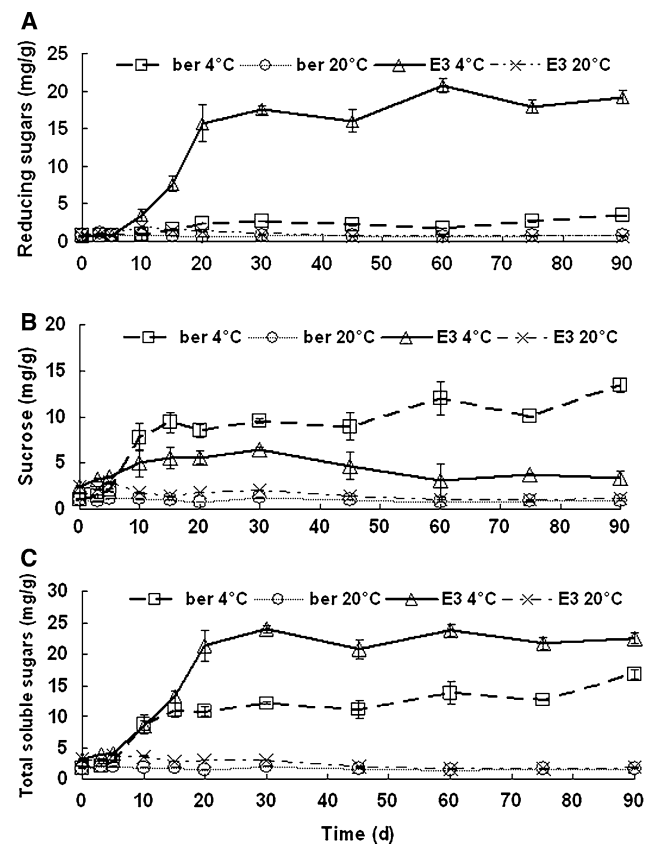 A
Reducing sugars (mg/g)
25
20
15
10
5
0
ber 4°C ber 20°C E3 4°C E3 20°C
0 10 20 30 40 50 60 70 80 90
B
Sucrose (mg/g)
20
15
10
5
0
ber 4°C ber 20°C E3 4°C E3 20°C
0 10 20 30 40 50 60 70 80 90
C
Total soluble sugars (mg/g)
30
25
20
15
10
5
0
ber 4°C ber 20°C E3 4°C E3 20°C
0 10 20 30 40 50 60 70 80 90
Time (d)